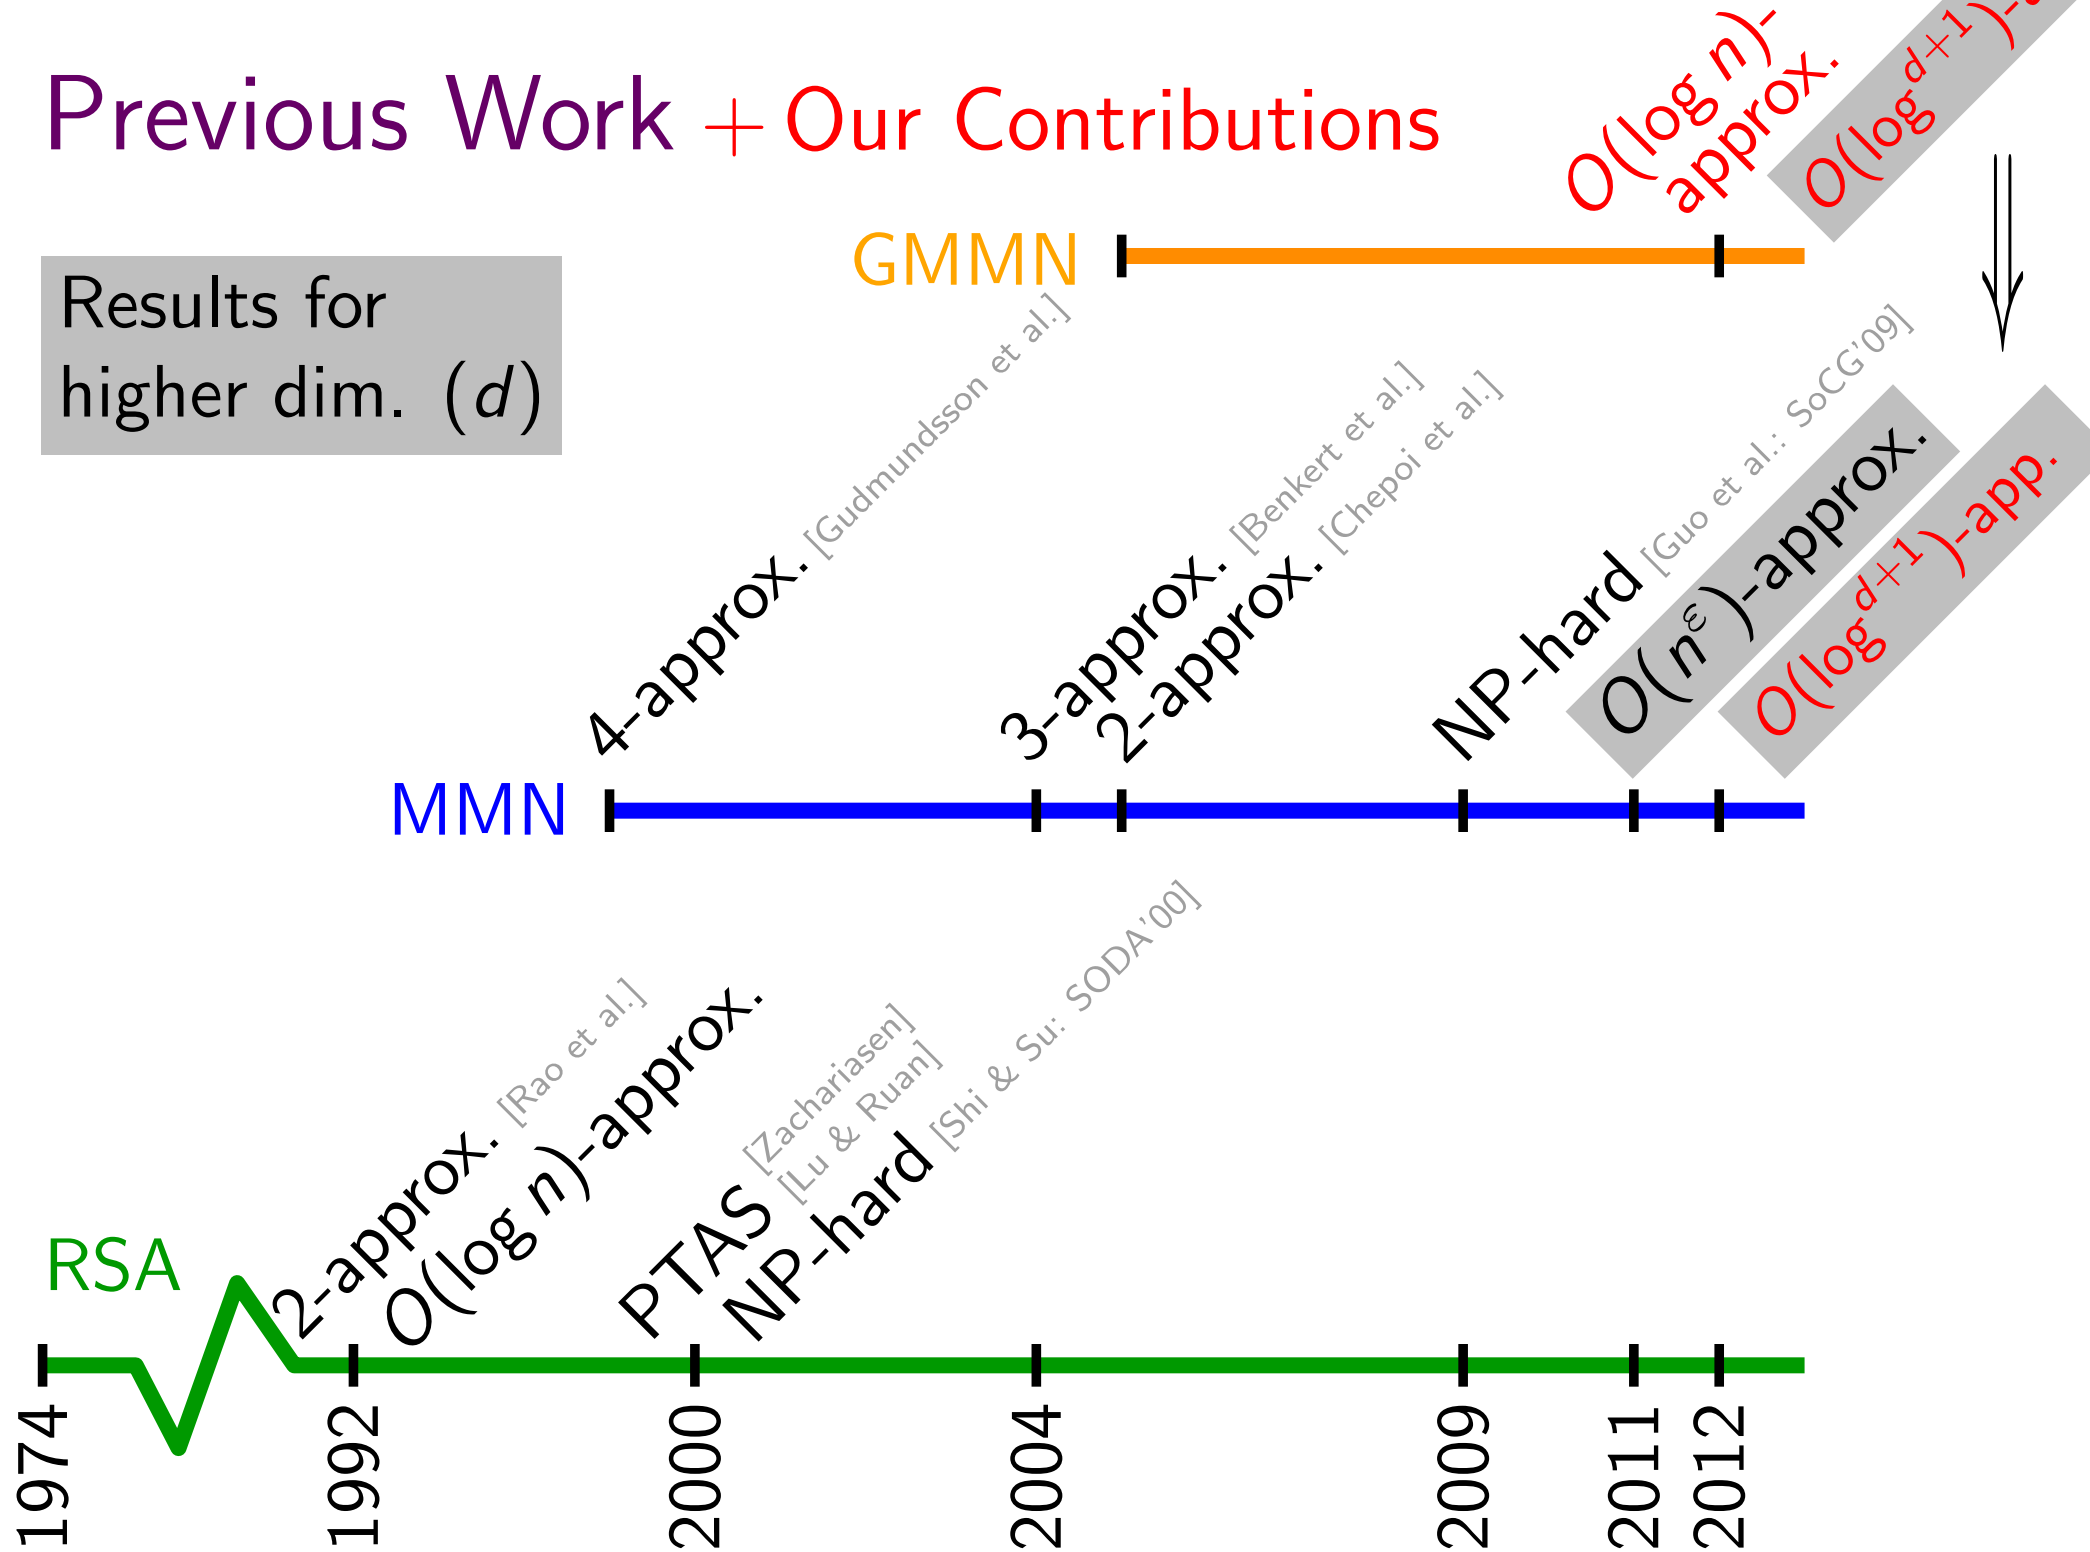 Previous Work + Our Contributions
O(log n)-
approx.
O(log^{d+1})-
GMMN
Results for
higher dim. (d)
4-approx. [Gudmundsson et al.]
3-approx. [Benkert et al.]
2-approx. [Chepoi et al.]
NP-hard [Guo et al.: SoCG'09]
O(n^ε)-approx.
O(log^{d+1})-app.
MMN
RSA
2-approx. [Rao et al.]
O(log n)-approx.
PTAS [Zachariasen]
[Lu & Ruan]
NP-hard [Shi & Su: SODA'00]
1974
1992
2000
2004
2009
2011
2012